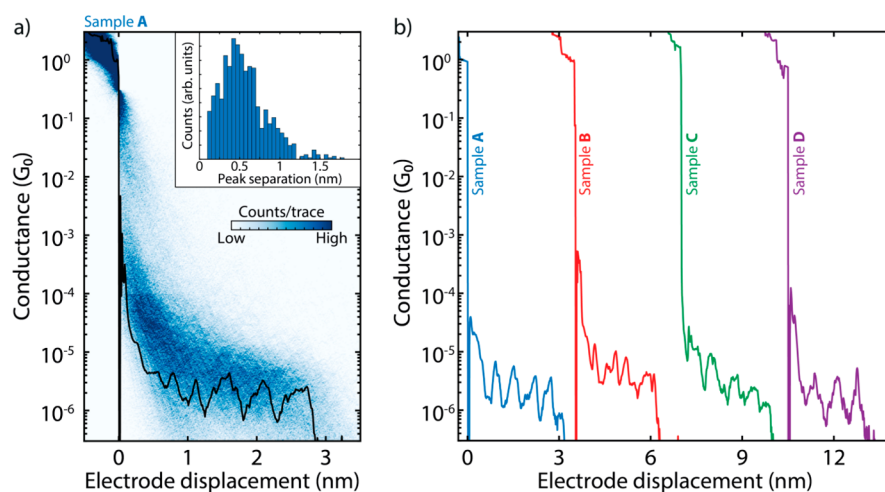 Sample A
a)
Counts (arb. units)
0
0.5
1
1.5
Peak separation (nm)
Counts/trace
Low
High
Conductance (G₀)
10⁰
10⁻¹
10⁻²
10⁻³
10⁻⁴
10⁻⁵
10⁻⁶
0
1
2
3
Electrode displacement (nm)
b)
Conductance (G₀)
10⁰
10⁻¹
10⁻²
10⁻³
10⁻⁴
10⁻⁵
10⁻⁶
Sample A
Sample B
Sample C
Sample D
0
3
6
9
12
Electrode displacement (nm)